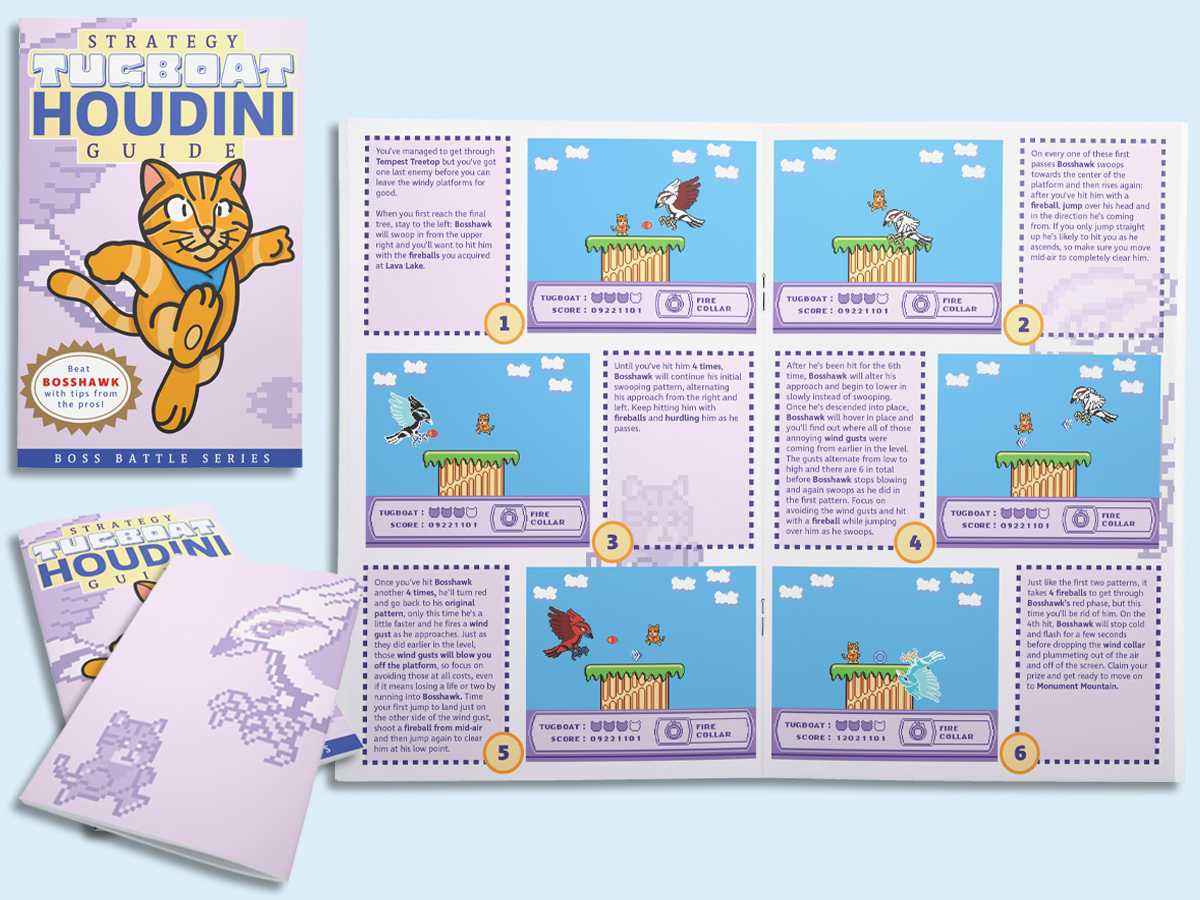 STRATEGY
TUGBOAT
HOUDINI
GUIDE
Beat
BOSSHAWK
with tips from
the pros!
BOSS BATTLE SERIES
STRATEGY
TUGBOAT
HOUDINI
You've managed to get through
Tempest Treetop but you've got
one last enemy before you can
leave the windy platforms for
good.
When you first reach the final
tree, stay to the left: Bosshawk
will swoop in from the upper
right and you'll want to hit him
with the fireballs you acquired
at Lava Lake.
1
TUGBOAT :
SCORE : 09221101
FIRE
COLLAR
On every one of these first
passes Bosshawk swoops
towards the center of the
platform and then rises again:
after you've hit him with a
fireball, jump over his head and
in the direction he's coming
from. If you only jump straight
up he's likely to hit you as he
ascends, so make sure you move
mid-air to completely clear him.
2
TUGBOAT :
SCORE : 09221101
FIRE
COLLAR
TUGBOAT :
SCORE : 09221101
FIRE
COLLAR
Until you've hit him 4 times,
Bosshawk will continue his initial
swooping pattern, alternating
his approach from the right and
left. Keep hitting him with
fireballs and hurdling him as he
passes.
3
After he's been hit for the 6th
time, Bosshawk will alter his
approach and begin to lower in
slowly instead of swooping.
Once he's descended into place,
Bosshawk will hover in place and
you'll find out where all of those
annoying wind gusts were
coming from earlier in the level.
The gusts alternate from low to
high and there are 6 in total
before Bosshawk stops blowing
and again swoops as he did in
the first pattern. Focus on
avoiding the wind gusts and hit
with a fireball while jumping
over him as he swoops.
4
TUGBOAT :
SCORE : 09221101
FIRE
COLLAR
Once you've hit Bosshawk
another 4 times, he'll turn red
and go back to his original
pattern, only this time he's a
little faster and he fires a wind
gust as he approaches. Just as
they did earlier in the level,
those wind gusts will blow you
off the platform, so focus on
avoiding those at all costs, even
if it means losing a life or two by
running into Bosshawk. Time
your first jump to land just on
the other side of the wind gust,
shoot a fireball from mid-air
and then jump again to clear
him at his low point.
5
TUGBOAT :
SCORE : 09221101
FIRE
COLLAR
TUGBOAT :
SCORE : 12021101
FIRE
COLLAR
Just like the first two patterns, it
takes 4 fireballs to get through
Bosshawk's red phase, but this
time you'll be rid of him. On the
4th hit, Bosshawk will stop cold
and flash for a few seconds
before dropping the wind collar
and plummeting out of the air
and off of the screen. Claim your
prize and get ready to move on
to Monument Mountain.
6